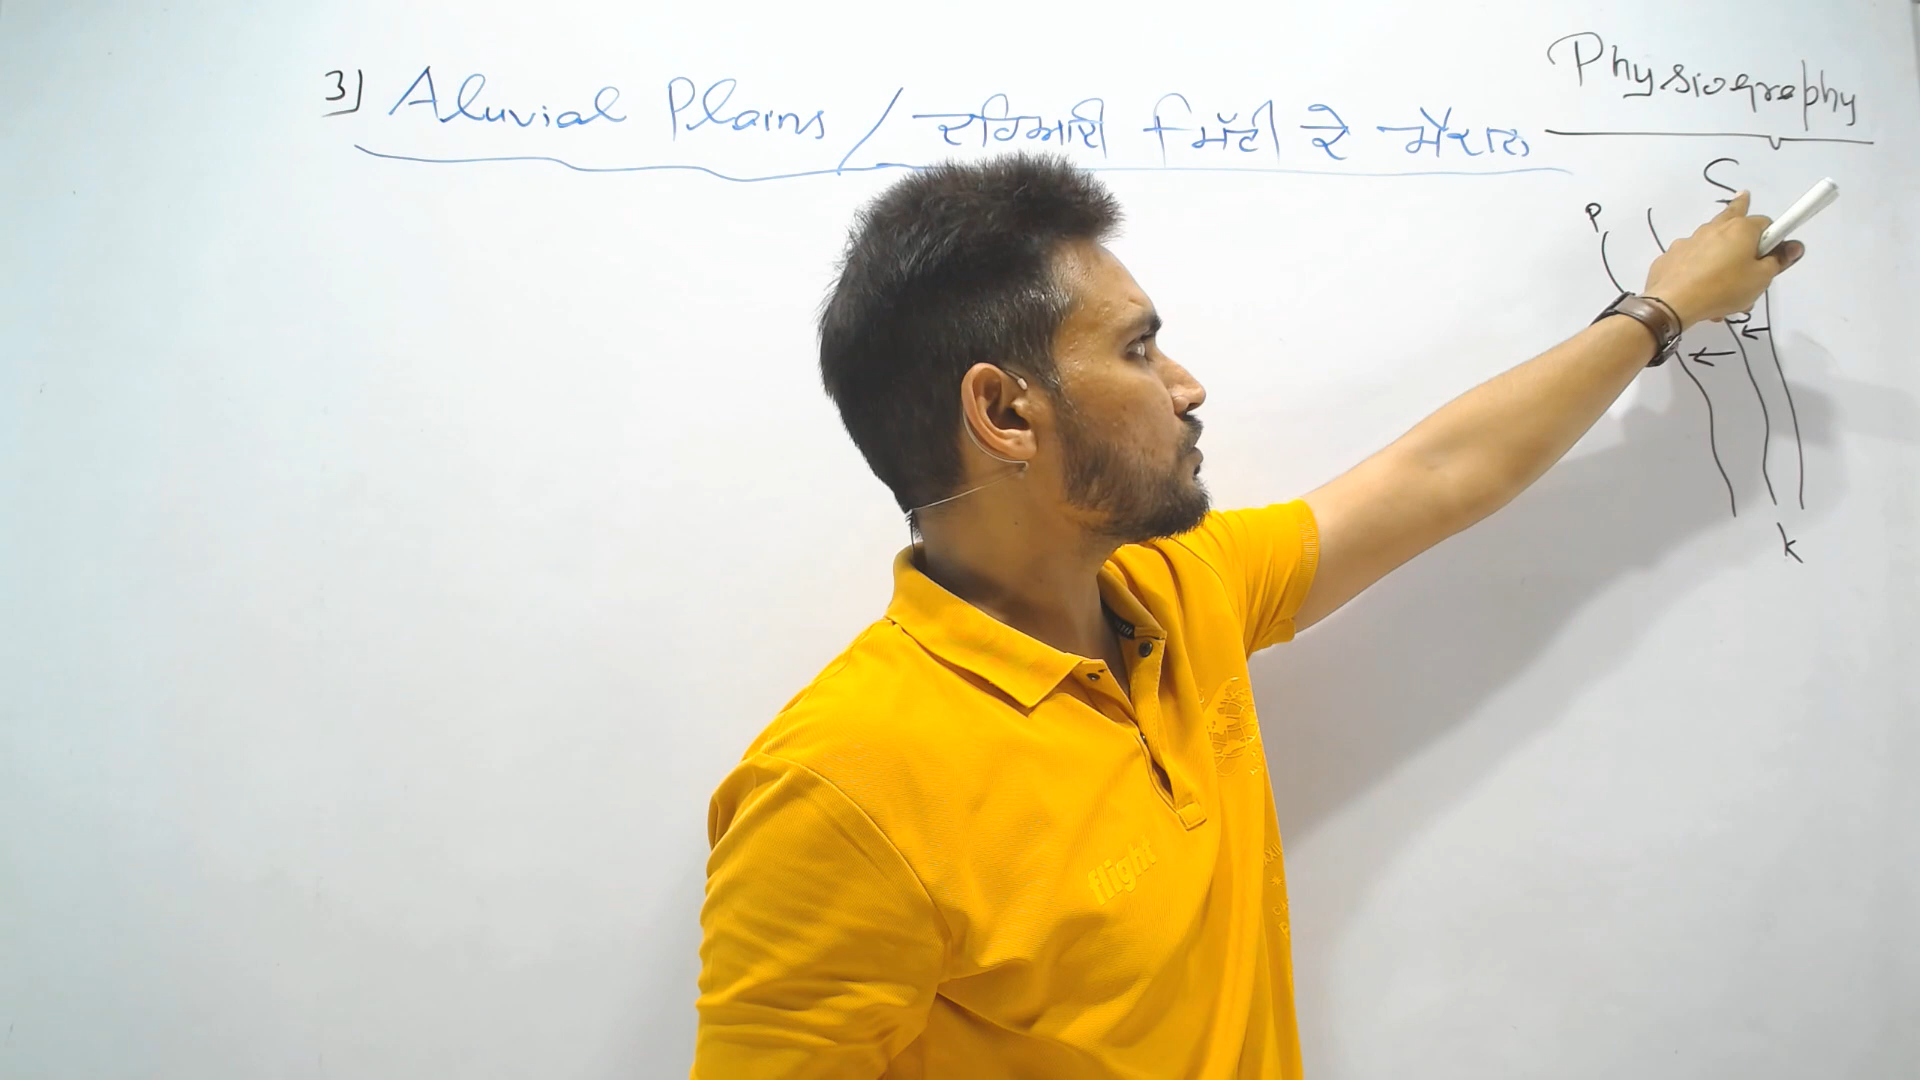 3] Aluvial Plains / ਦਰਿਆਈ ਮਿੱਟੀ ਦੇ ਮੈਦਾਨ
Physiography
S
P
K
flight